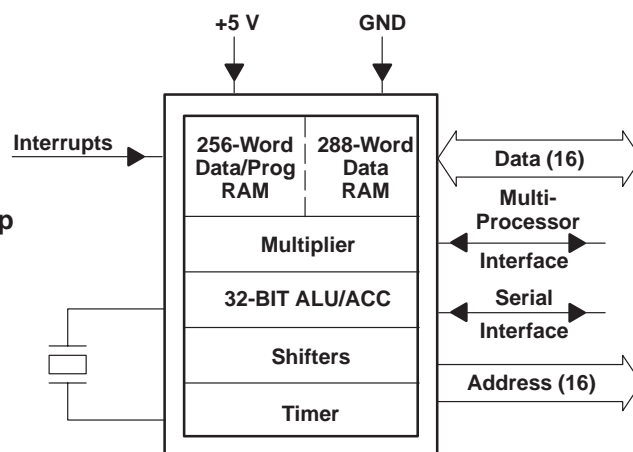 +5 V
GND
Interrupts
256-Word
Data/Prog
RAM
288-Word
Data
RAM
Data (16)
Multi-
Processor
Interface
p
Multiplier
32-BIT ALU/ACC
Serial
Interface
Shifters
Address (16)
Timer